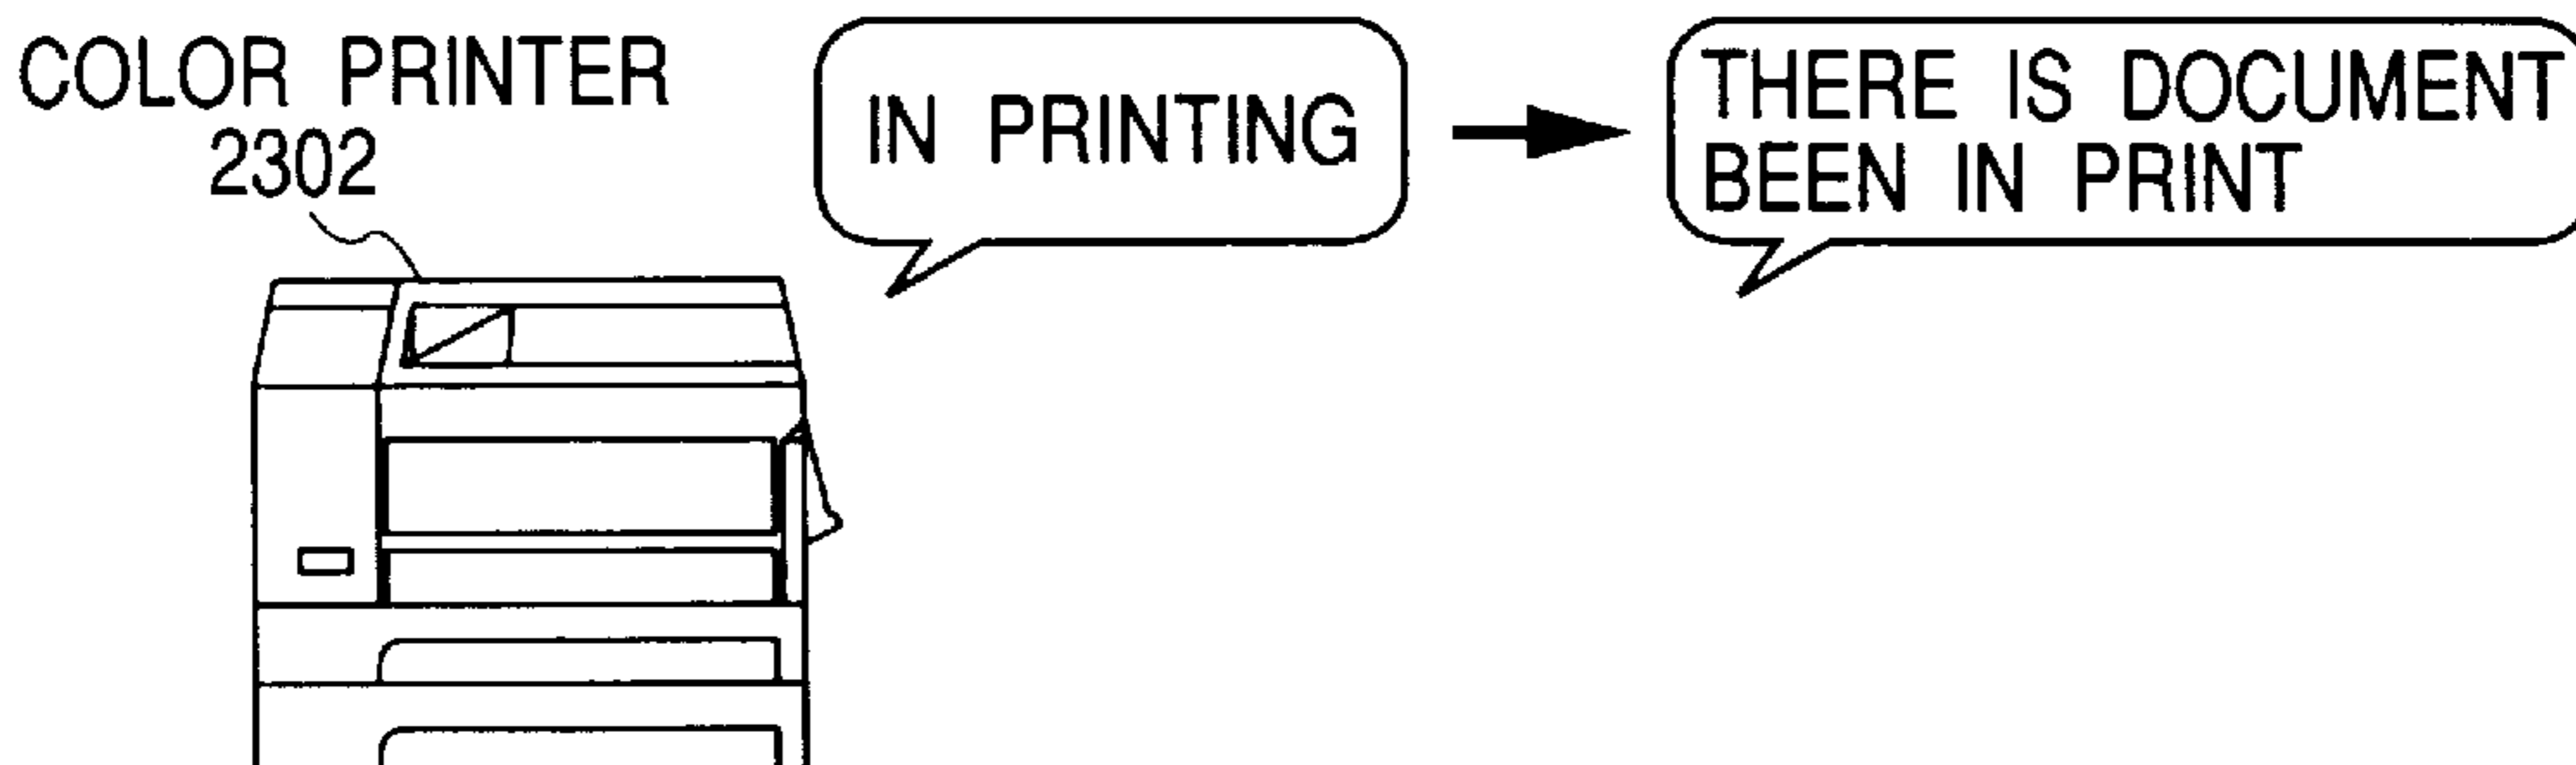 COLOR PRINTER
2302
IN PRINTING
THERE IS DOCUMENT
BEEN IN PRINT